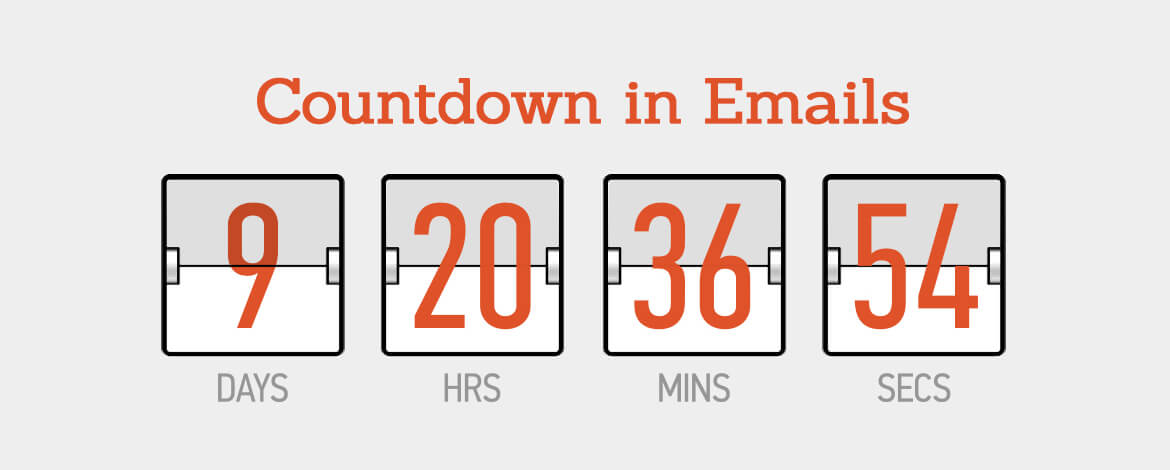 Countdown in Emails
9 20 36 54
DAYS HRS MINS SECS